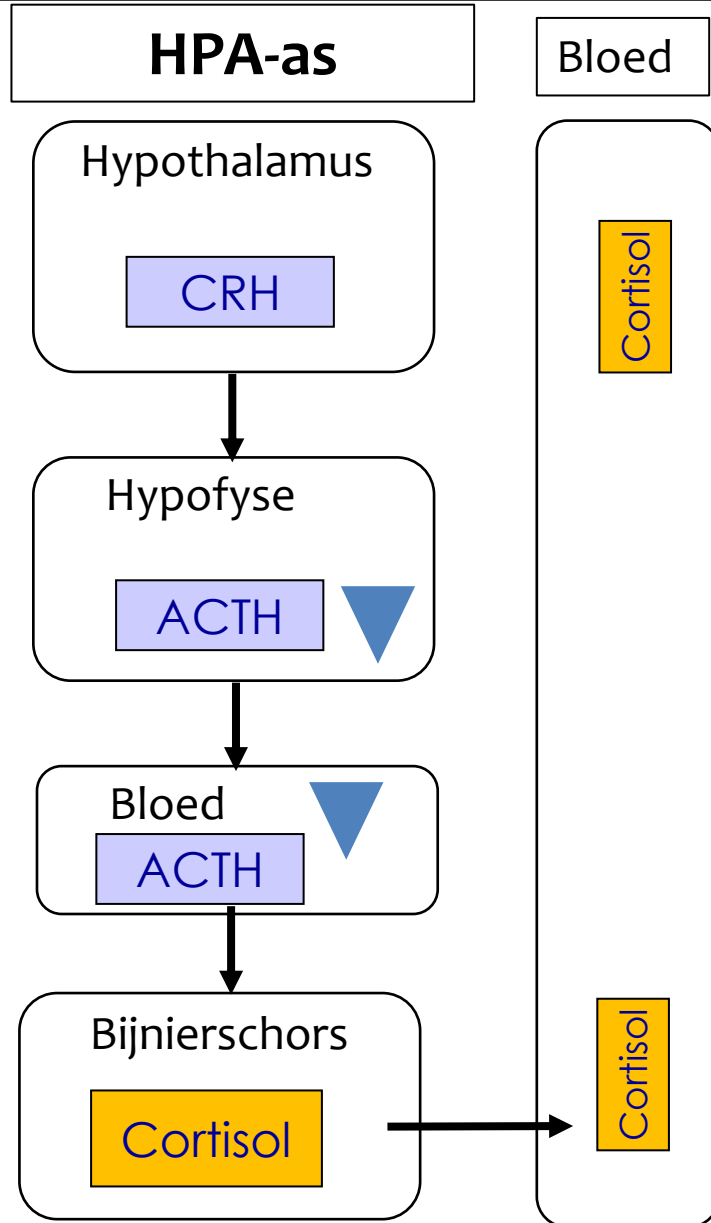 HPA-as
Bloed
Hypothalamus
CRH
Cortisol
Hypofyse
ACTH
Bloed
ACTH
Bijnierschors
Cortisol
Cortisol